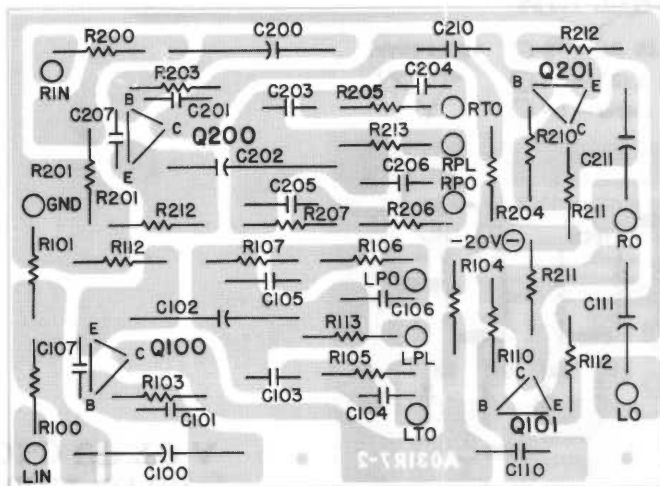 R200
C200
C210
R212
RIN
R203
C204
Q201
B
E
C207
B
C201
C203
R205
RTO
C
C
Q200
R213
R210
C211
R201
E
C202
C206
RPL
RPO
R201
C205
GND
R212
R207
R206
R204
R211
RO
R101
-20V
R112
R107
R106
R104
R211
LPO
C105
C106
C111
C102
E
Q100
R113
C107
C
LPL
R110
R112
R103
R105
C
B
C101
C103
C104
B
E
LO
R100
LTO
Q101
LIN
C100
A031R7-2
C110